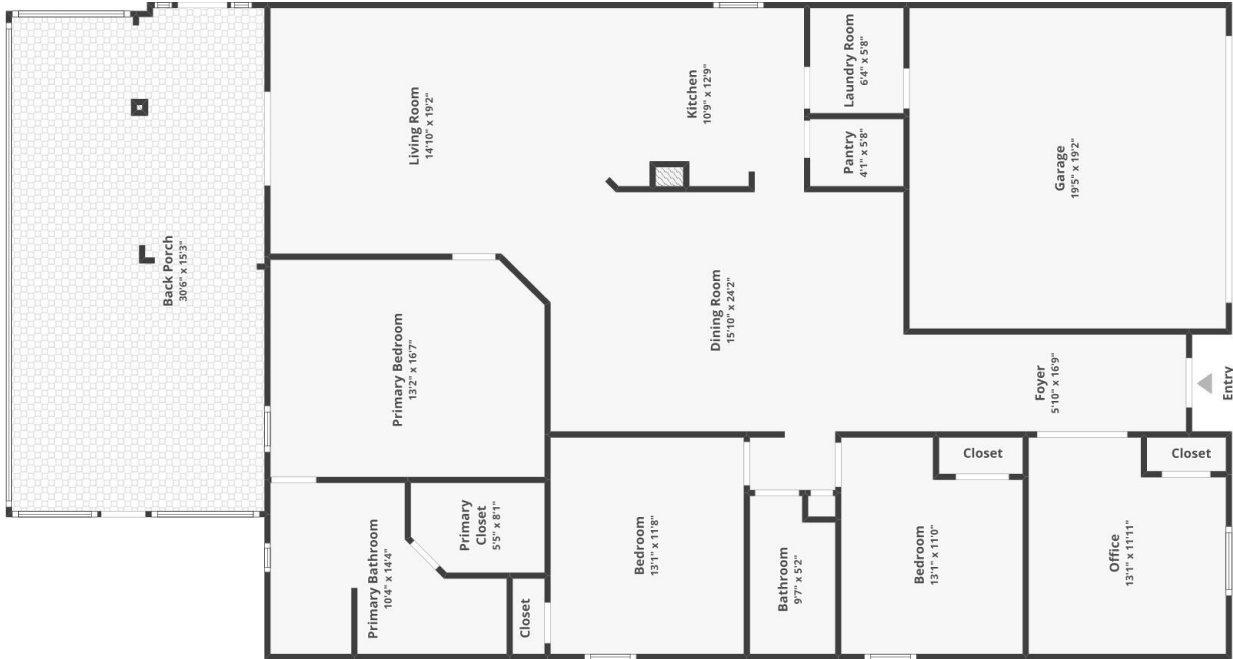 Back Porch
30'6" x 15'3"
Living Room
14'10" x 19'2"
Kitchen
10'9" x 12'9"
Laundry Room
6'4" x 5'8"
Pantry
4'1" x 5'8"
Garage
19'5" x 19'2"
Primary Bedroom
13'2" x 16'7"
Dining Room
15'10" x 24'2"
Foyer
5'10" x 16'9"
Entry
Primary Bathroom
10'4" x 14'4"
Primary
Closet
5'5" x 8'1"
Closet
Bedroom
13'1" x 11'8"
Bathroom
9'7" x 5'2"
Bedroom
13'1" x 11'0"
Closet
Office
13'1" x 11'11"
Closet